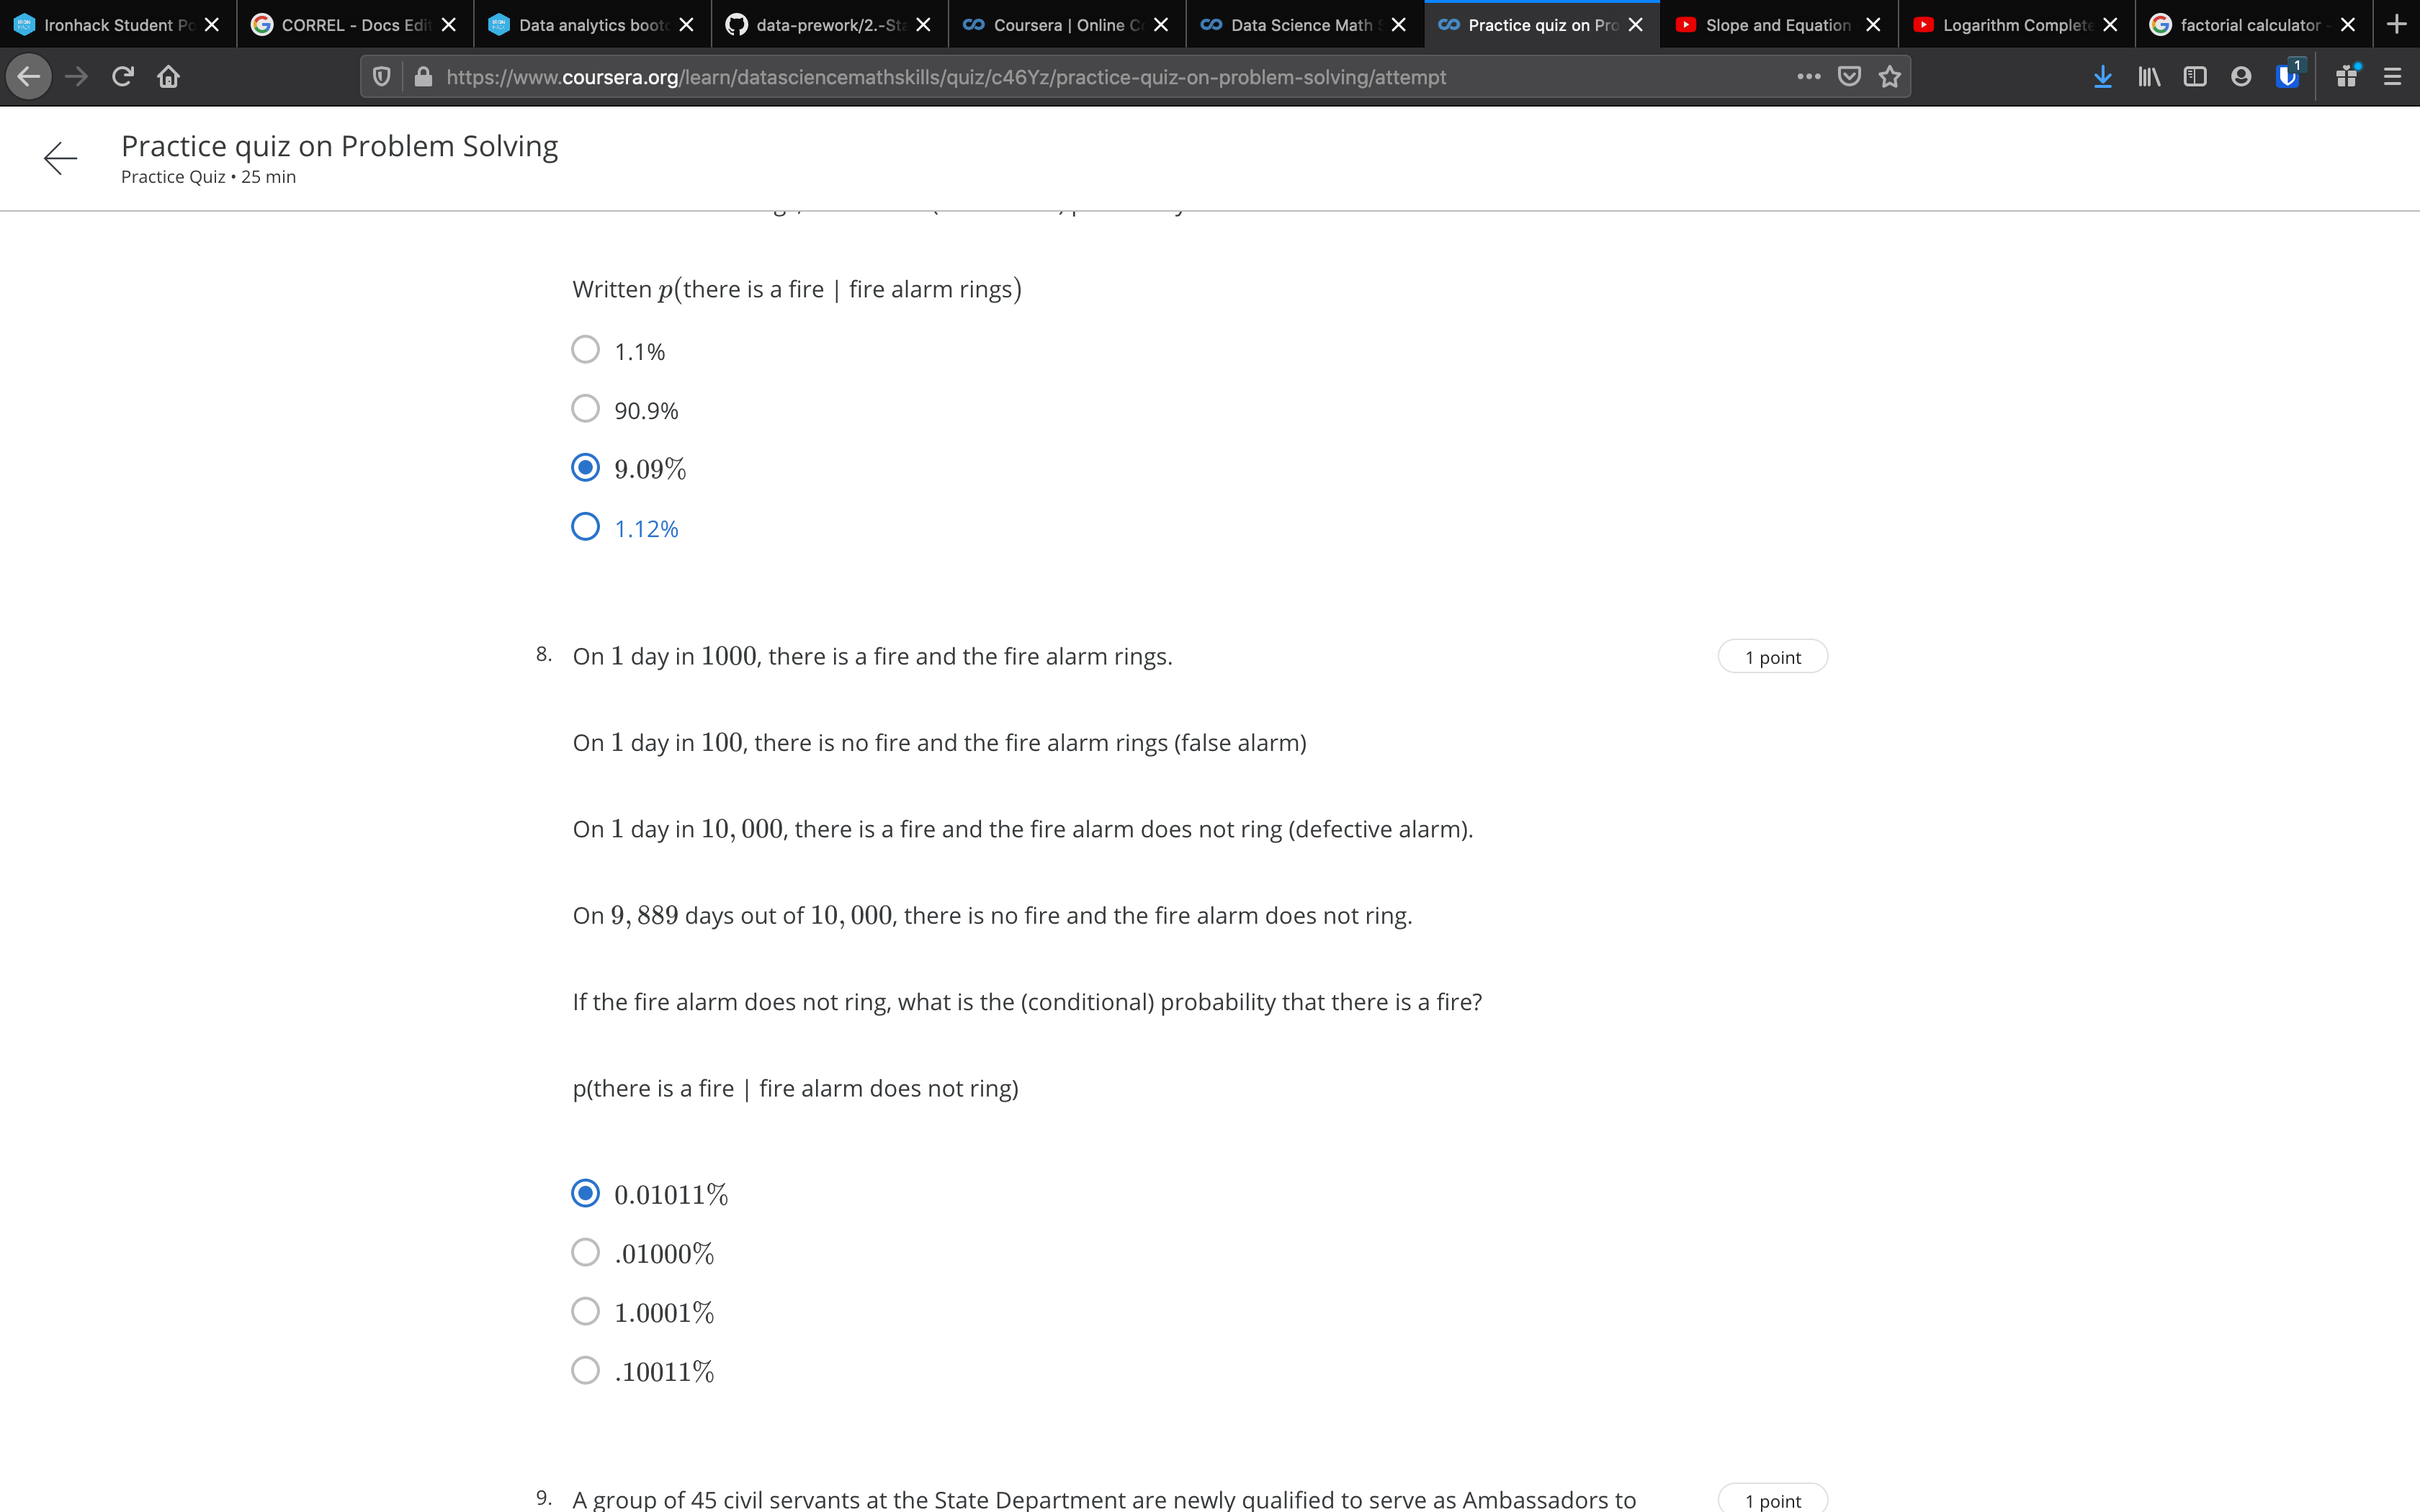 Ironhack Student Po
CORREL - Docs Edit
Data analytics bootc
data-prework/2.-Sta
Coursera | Online Co
Data Science Math S
Practice quiz on Pro
Slope and Equation
Logarithm Complete
factorial calculator -
https://www.coursera.org/learn/datasciencemathskills/quiz/c46Yz/practice-quiz-on-problem-solving/attempt
1
Practice quiz on Problem Solving
Practice Quiz • 25 min
Written p(there is a fire | fire alarm rings)
1.1%
90.9%
9.09%
1.12%
8. On 1 day in 1000, there is a fire and the fire alarm rings.
1 point
On 1 day in 100, there is no fire and the fire alarm rings (false alarm)
On 1 day in 10, 000, there is a fire and the fire alarm does not ring (defective alarm).
On 9, 889 days out of 10, 000, there is no fire and the fire alarm does not ring.
If the fire alarm does not ring, what is the (conditional) probability that there is a fire?
p(there is a fire | fire alarm does not ring)
0.01011%
.01000%
1.0001%
.10011%
9. A group of 45 civil servants at the State Department are newly qualified to serve as Ambassadors to
1 point